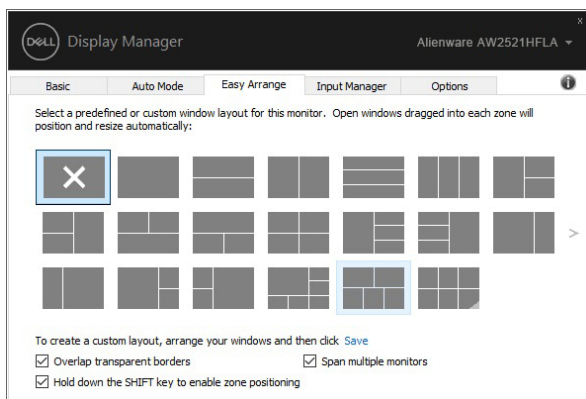 x
DELL Display Manager
Alienware AW2521HFLA
Basic
Auto Mode
Easy Arrange
Input Manager
Options
i
Select a predefined or custom window layout for this monitor. Open windows dragged into each zone will
position and resize automatically:
>
To create a custom layout, arrange your windows and then click Save
Overlap transparent borders
Span multiple monitors
Hold down the SHIFT key to enable zone positioning